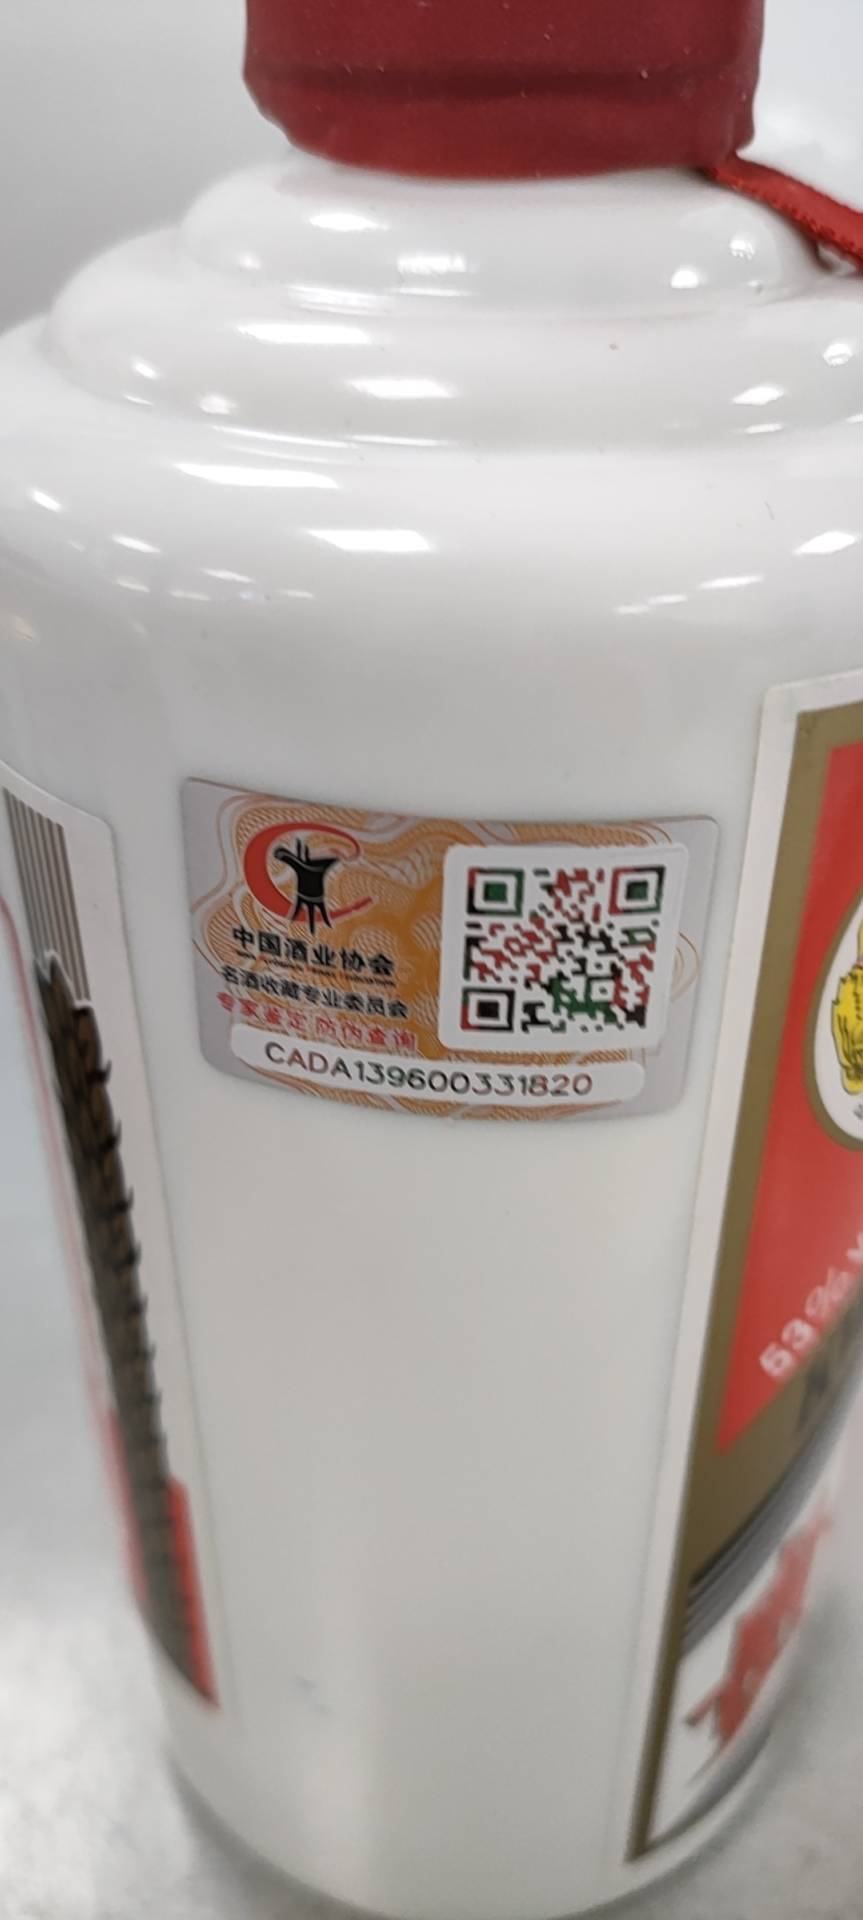 中国酒业协会
名酒收藏专业委员会
专家鉴定 防伪查询
CADA139600331820
53%